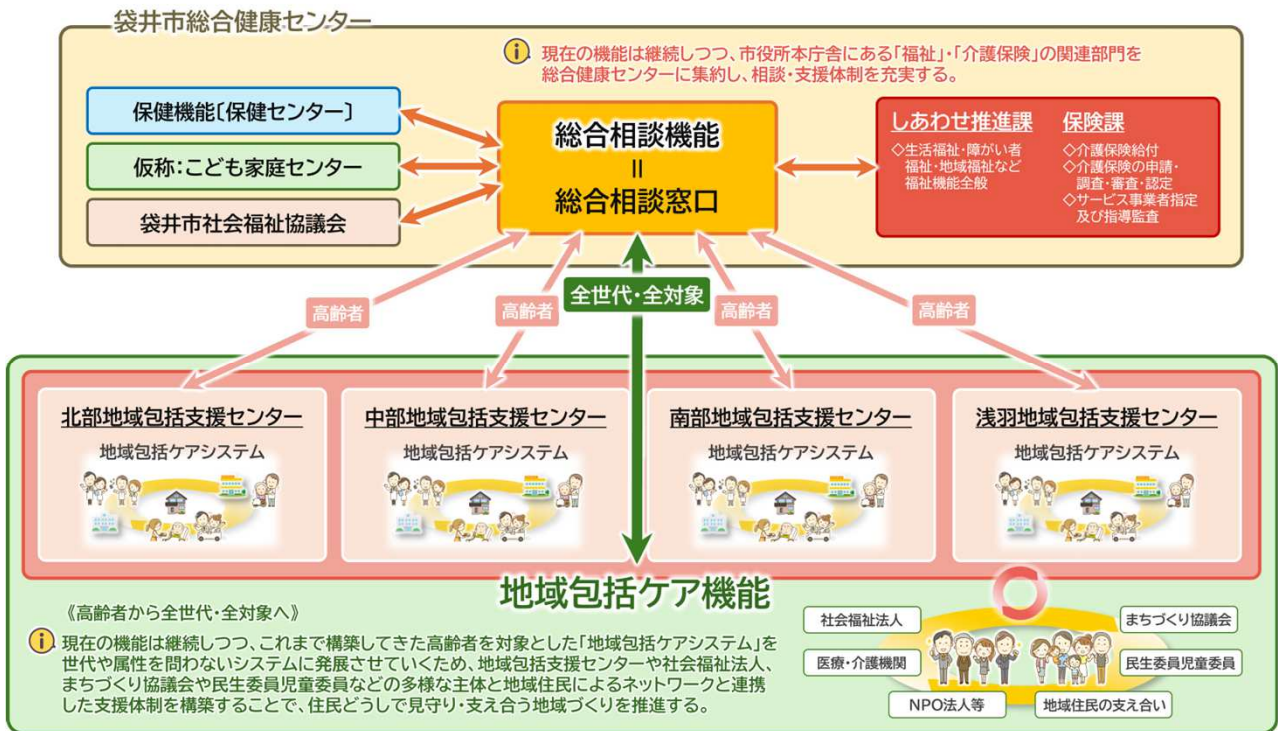 袋井市総合健康センター
現在の機能は継続しつつ、市役所本庁舎にある「福祉」・「介護保険」の関連部門を
総合健康センターに集約し、相談・支援体制を充実する。
保健機能〔保健センター〕
仮称：こども家庭センター
袋井市社会福祉協議会
総合相談機能
＝
総合相談窓口
しあわせ推進課
◇生活福祉・障がい者
福祉・地域福祉など
福祉機能全般
保険課
◇介護保険給付
◇介護保険の申請・
調査・審査・認定
◇サービス事業者指定
及び指導監査
高齢者
高齢者
全世代・全対象
高齢者
高齢者
北部地域包括支援センター
地域包括ケアシステム
中部地域包括支援センター
地域包括ケアシステム
南部地域包括支援センター
地域包括ケアシステム
浅羽地域包括支援センター
地域包括ケアシステム
地域包括ケア機能
《高齢者から全世代・全対象へ》
現在の機能は継続しつつ、これまで構築してきた高齢者を対象とした「地域包括ケアシステム」を
世代や属性を問わないシステムに発展させていくため、地域包括支援センターや社会福祉法人、
まちづくり協議会や民生委員児童委員などの多様な主体と地域住民によるネットワークと連携
した支援体制を構築することで、住民どうしで見守り・支え合う地域づくりを推進する。
社会福祉法人
まちづくり協議会
医療・介護機関
民生委員児童委員
NPO法人等
地域住民の支え合い